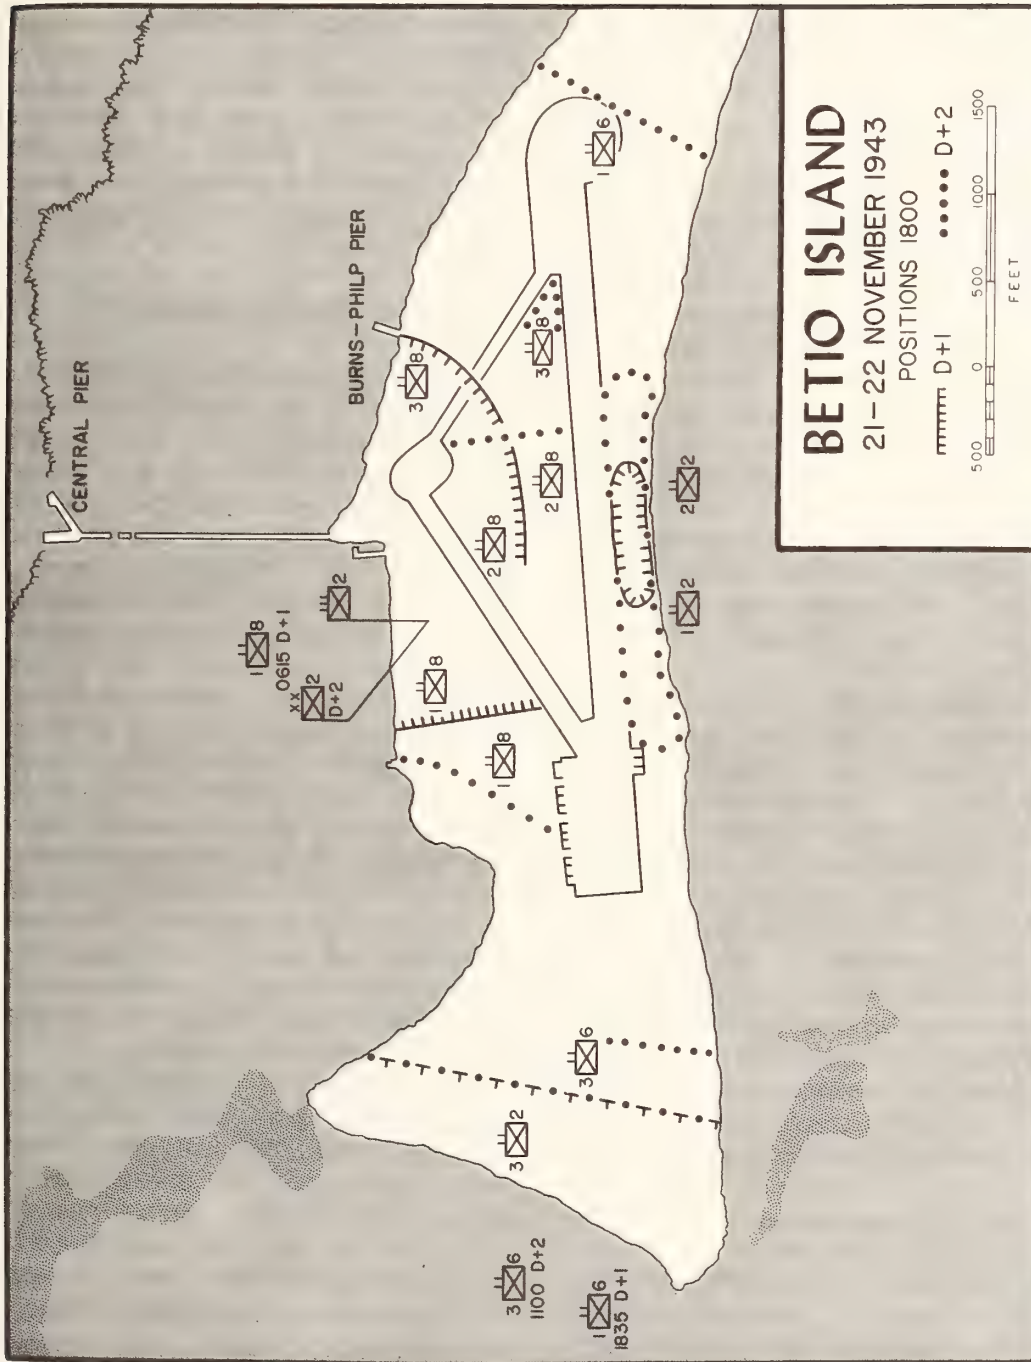 BETIO ISLAND
21-22 NOVEMBER 1943
POSITIONS 1800
D+1
D+2
500 0 500 1000 1500
FEET
CENTRAL PIER
BURNS-PHILP PIER
1 8
0615 D+1
XX
2
D+2
2
1 8
1 8
2 8
2 8
3 8
3 8
1 6
1 2
2 2
3 2
3 6
3 6
1100 D+2
1 6
1835 D+1